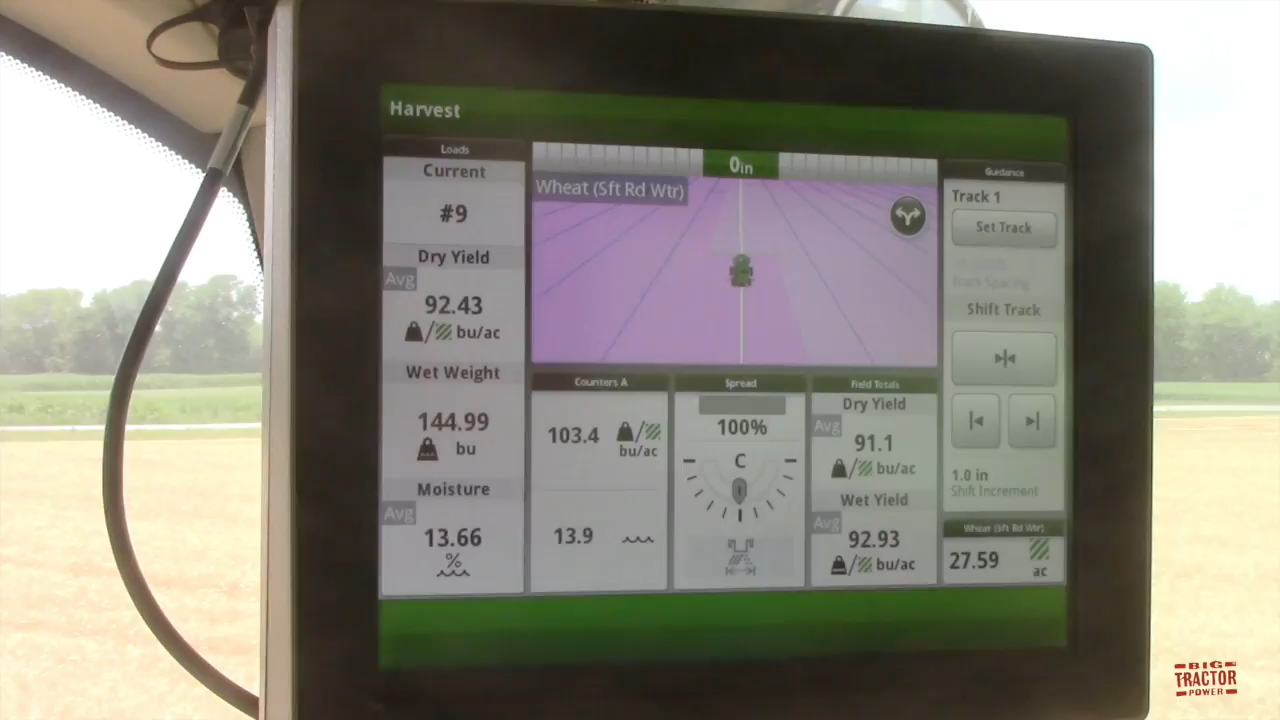 Harvest
Loads
Current
#9
Dry Yield
Avg
92.43
bu/ac
Wet Weight
144.99
bu
Moisture
Avg
13.66
%
0in
Wheat (Sft Rd Wtr)
Counters A
103.4
bu/ac
13.9
Spread
100%
C
Field Totals
Dry Yield
Avg
91.1
bu/ac
Wet Yield
Avg
92.93
bu/ac
Guidance
Track 1
Set Track
Track Spacing
Shift Track
1.0 in
Shift Increment
Wheat (Sft Rd Wtr)
27.59
ac
BIG
TRACTOR
POWER